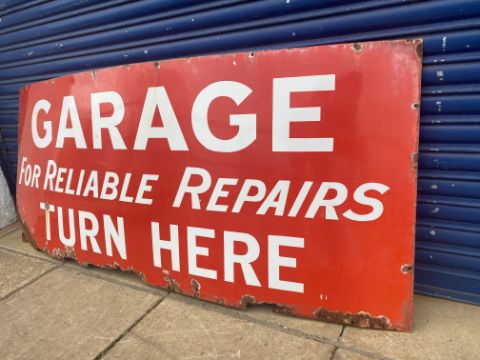 GARAGE
FOR RELIABLE REPAIRS
TURN HERE